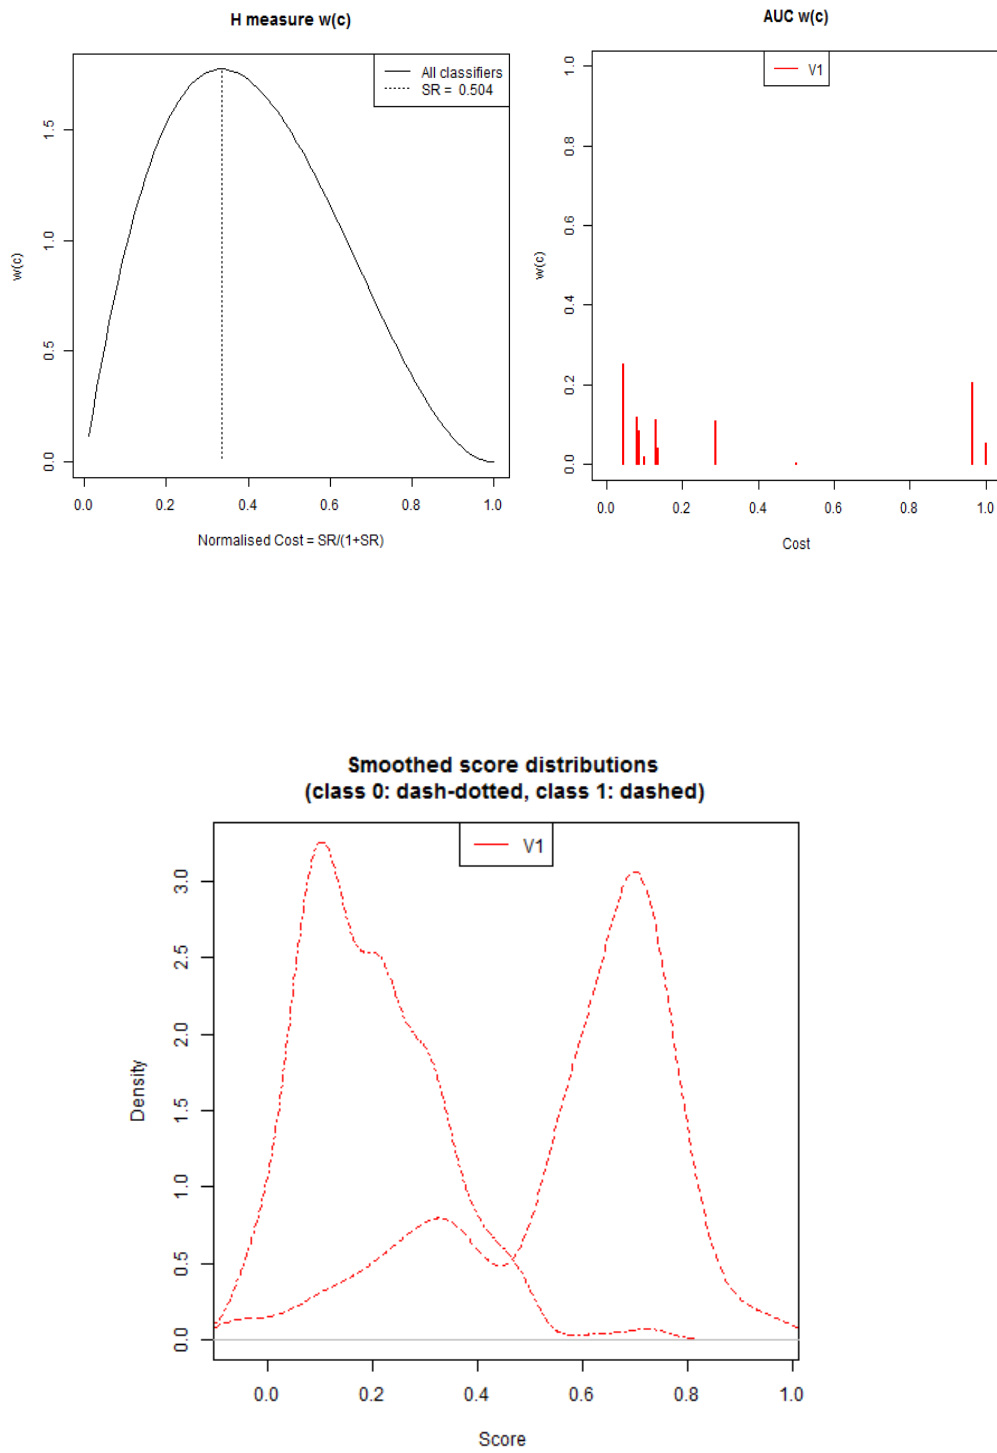 H measure w(c)
All classifiers
SR = 0.504
w(c)
0.0
0.5
1.0
1.5
0.0 0.2 0.4 0.6 0.8 1.0
Normalised Cost = SR/(1+SR)
AUC w(c)
V1
w(c)
0.0
0.2
0.4
0.6
0.8
1.0
0.0 0.2 0.4 0.6 0.8 1.0
Cost
Smoothed score distributions
(class 0: dash-dotted, class 1: dashed)
V1
Density
0.0
0.5
1.0
1.5
2.0
2.5
3.0
0.0 0.2 0.4 0.6 0.8 1.0
Score